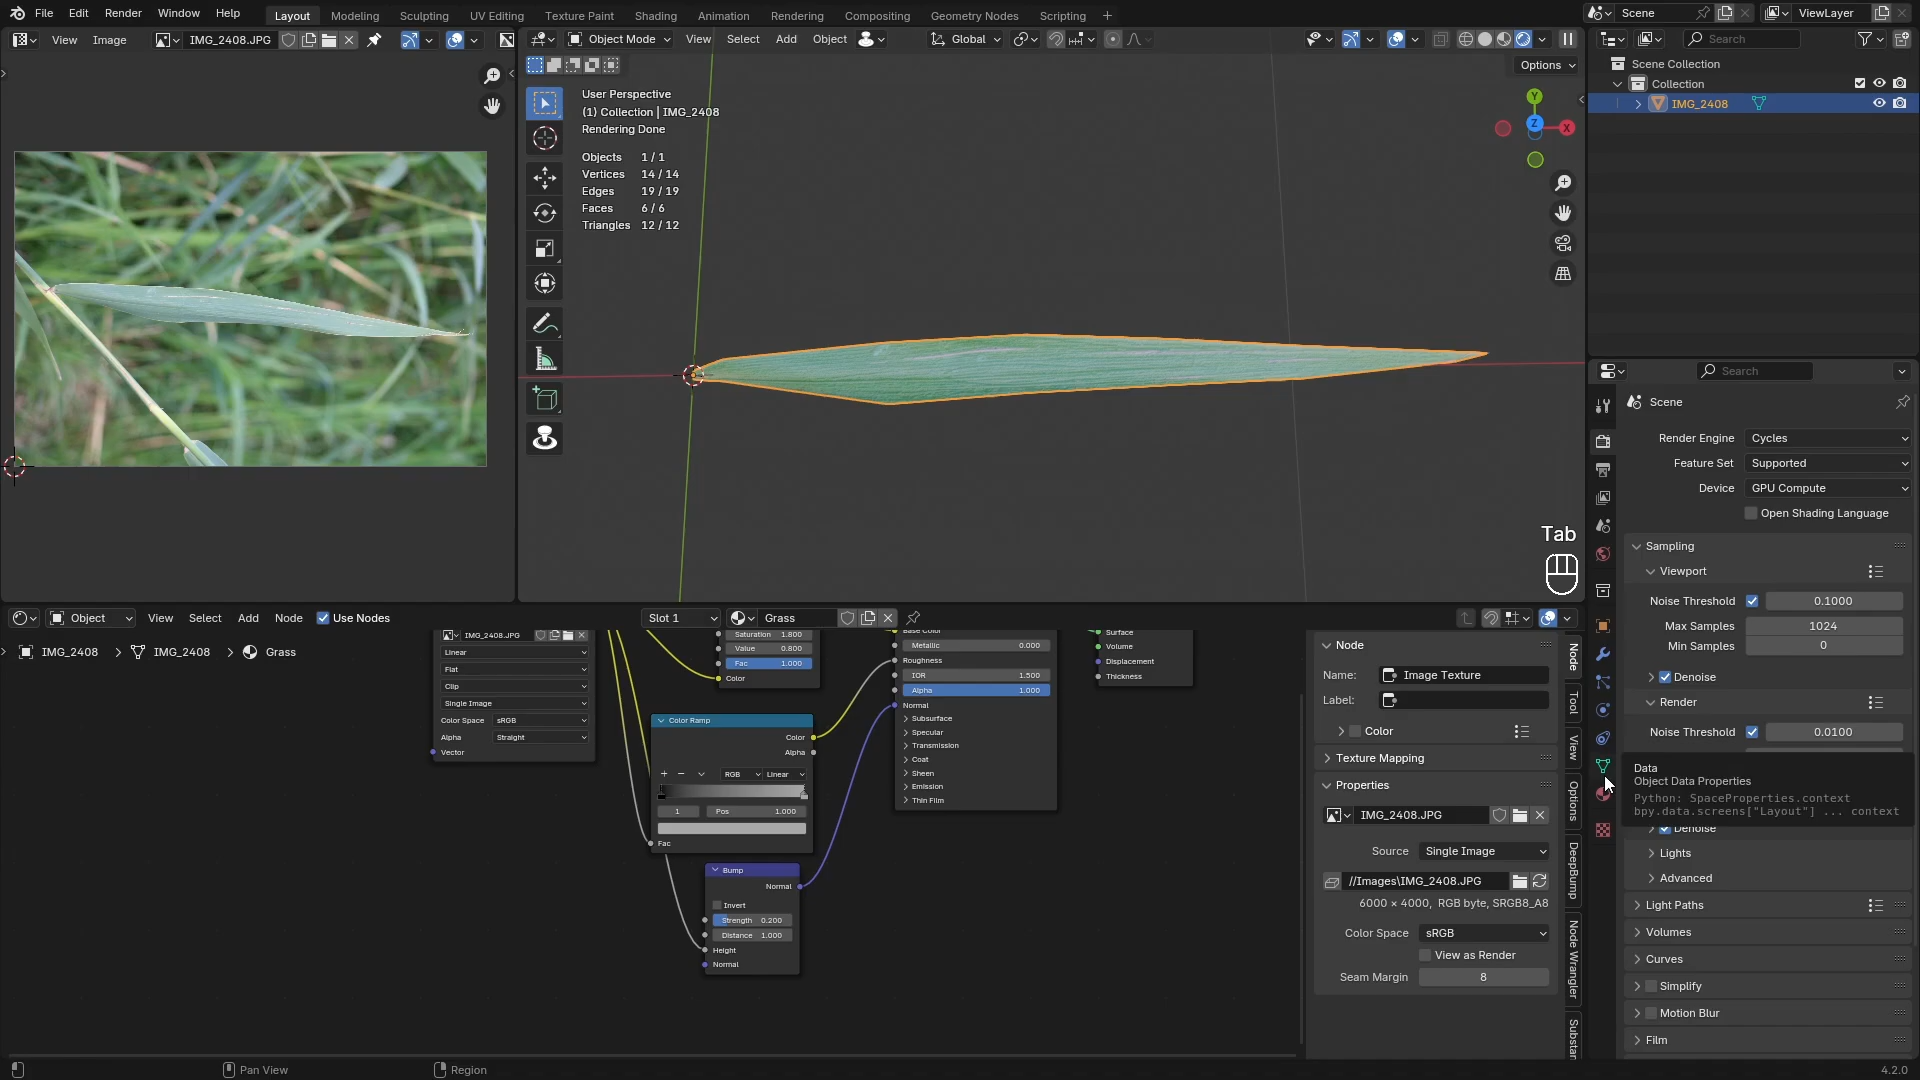 File Edit Render Window Help
Layout Modeling Sculpting UV Editing Texture Paint Shading Animation Rendering Compositing Geometry Nodes Scripting +
Scene
ViewLayer
View Image IMG_2408.JPG
Object Mode View Select Add Object Global
Options
User Perspective
(1) Collection | IMG_2408
Rendering Done
Objects 1 / 1
Vertices 14 / 14
Edges 19 / 19
Faces 6 / 6
Triangles 12 / 12
Y
Z
X
Tab
Search
Scene Collection
Collection
IMG_2408
Search
Scene
Render Engine Cycles
Feature Set Supported
Device GPU Compute
Open Shading Language
Sampling
Viewport
Noise Threshold 0.1000
Max Samples 1024
Min Samples 0
Denoise
Render
Noise Threshold 0.0100
Data
Object Data Properties
Python: SpaceProperties.context
bpy.data.screens["Layout"] ... context
Denoise
Lights
Advanced
Light Paths
Volumes
Curves
Simplify
Motion Blur
Film
Object View Select Add Node Use Nodes
Slot 1 Grass
IMG_2408 > IMG_2408 > Grass
IMG_2408.JPG
Linear
Flat
Clip
Single Image
Color Space sRGB
Alpha Straight
Vector
Saturation 1.800
Value 0.800
Fac 1.000
Color
Color Ramp
Color
Alpha
RGB Linear
1 Pos 1.000
Fac
Bump
Normal
Invert
Strength 0.200
Distance 1.000
Height
Normal
Base Color
Metallic 0.000
Roughness
IOR 1.500
Alpha 1.000
Normal
Subsurface
Specular
Transmission
Coat
Sheen
Emission
Thin Film
Surface
Volume
Displacement
Thickness
Node
Name: Image Texture
Label:
Color
Texture Mapping
Properties
IMG_2408.JPG
Source Single Image
//Images\IMG_2408.JPG
6000 × 4000, RGB byte, SRGB8_A8
Color Space sRGB
View as Render
Seam Margin 8
Node
Tool
View
Options
DeepBump
Node Wrangler
Substan
Pan View
Region
4.2.0